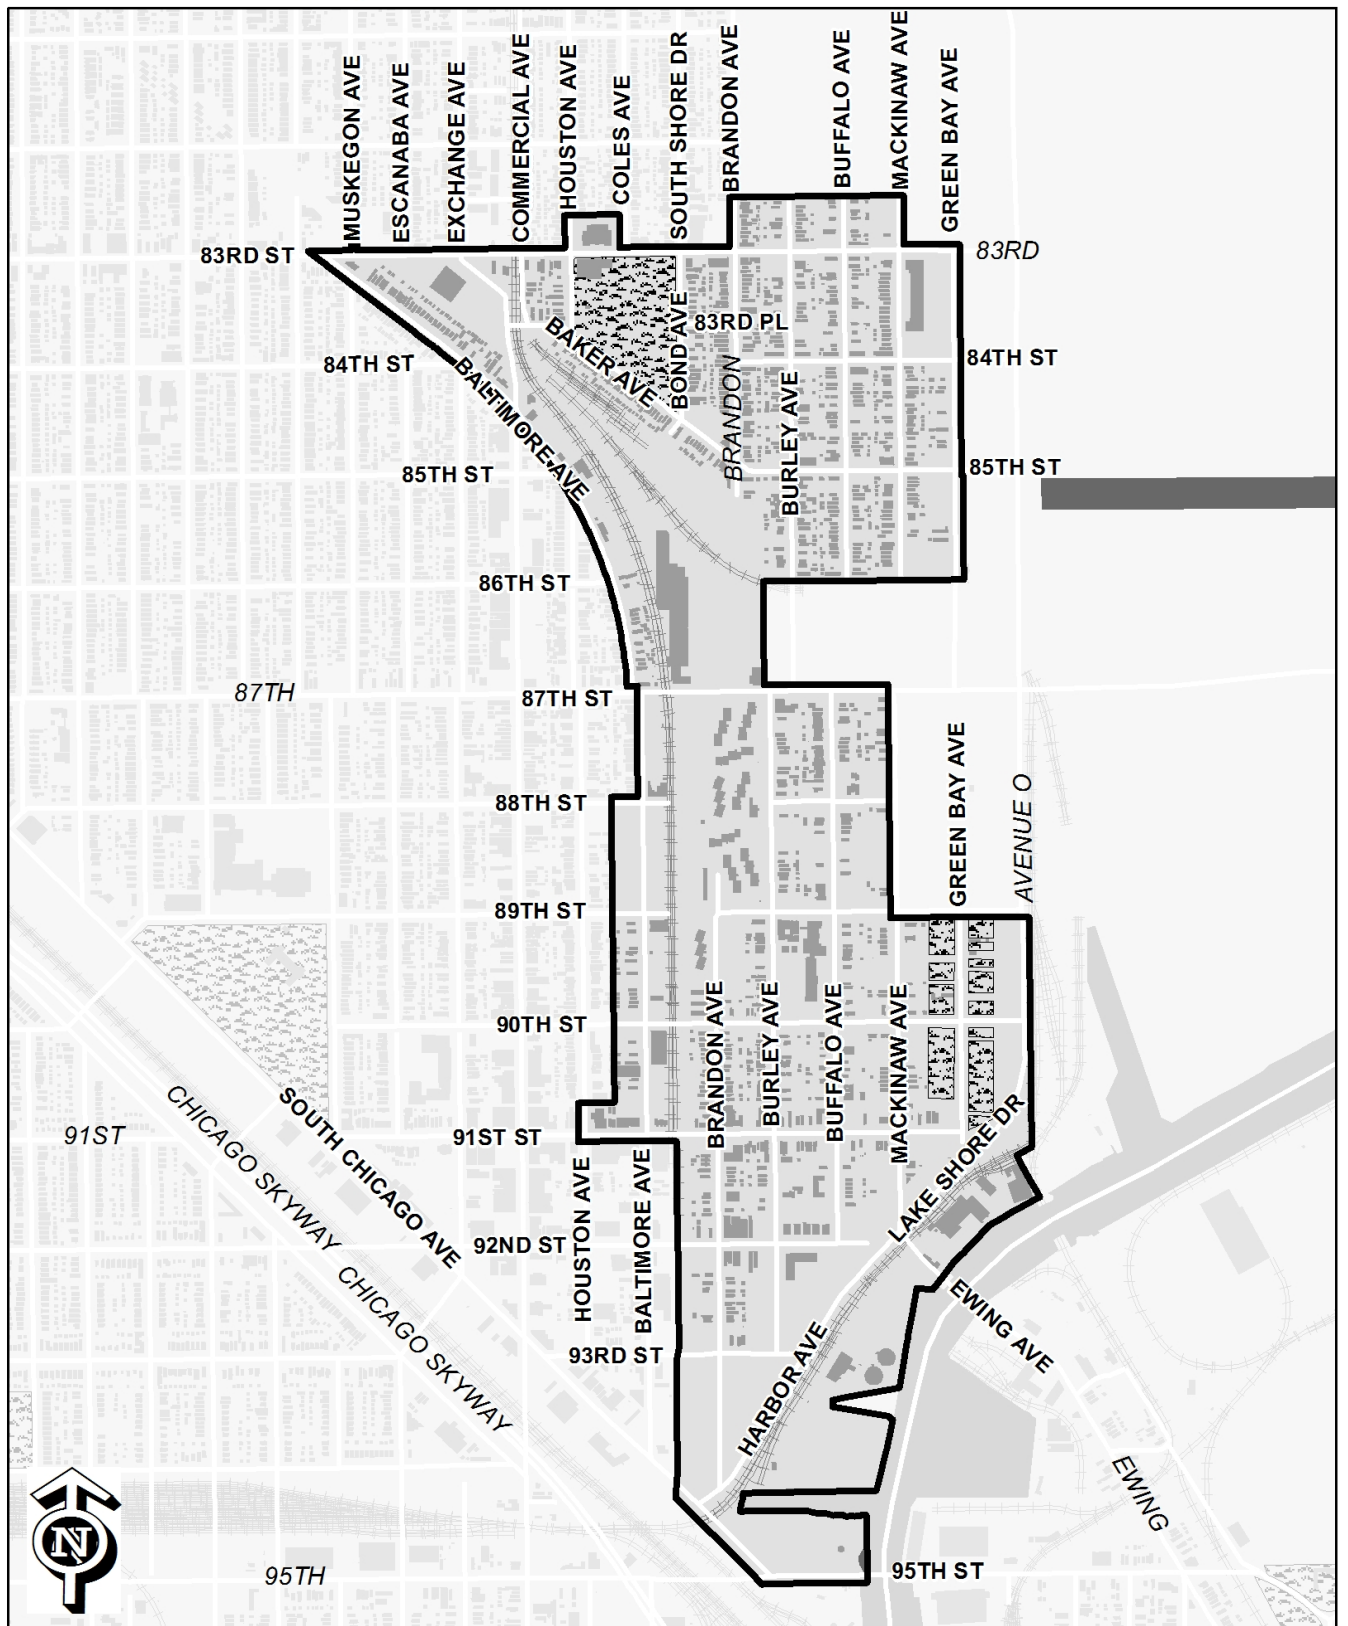 MUSKEGON AVE
ESCANABA AVE
EXCHANGE AVE
COMMERCIAL AVE
HOUSTON AVE
COLES AVE
SOUTH SHORE DR
BRANDON AVE
BUFFALO AVE
MACKINAW AVE
GREEN BAY AVE
83RD ST
83RD
83RD PL
BOND AVE
BAKER AVE
84TH ST
84TH ST
BALTIMORE AVE
BRANDON
BURLEY AVE
85TH ST
85TH ST
86TH ST
87TH
87TH ST
88TH ST
GREEN BAY AVE
AVENUE O
89TH ST
90TH ST
BRANDON AVE
BURLEY AVE
BUFFALO AVE
MACKINAW AVE
91ST
91ST ST
CHICAGO SKYWAY
SOUTH CHICAGO AVE
LAKE SHORE DR
HOUSTON AVE
BALTIMORE AVE
92ND ST
CHICAGO SKYWAY
EWING AVE
93RD ST
HARBOR AVE
EWING
N
95TH
95TH ST